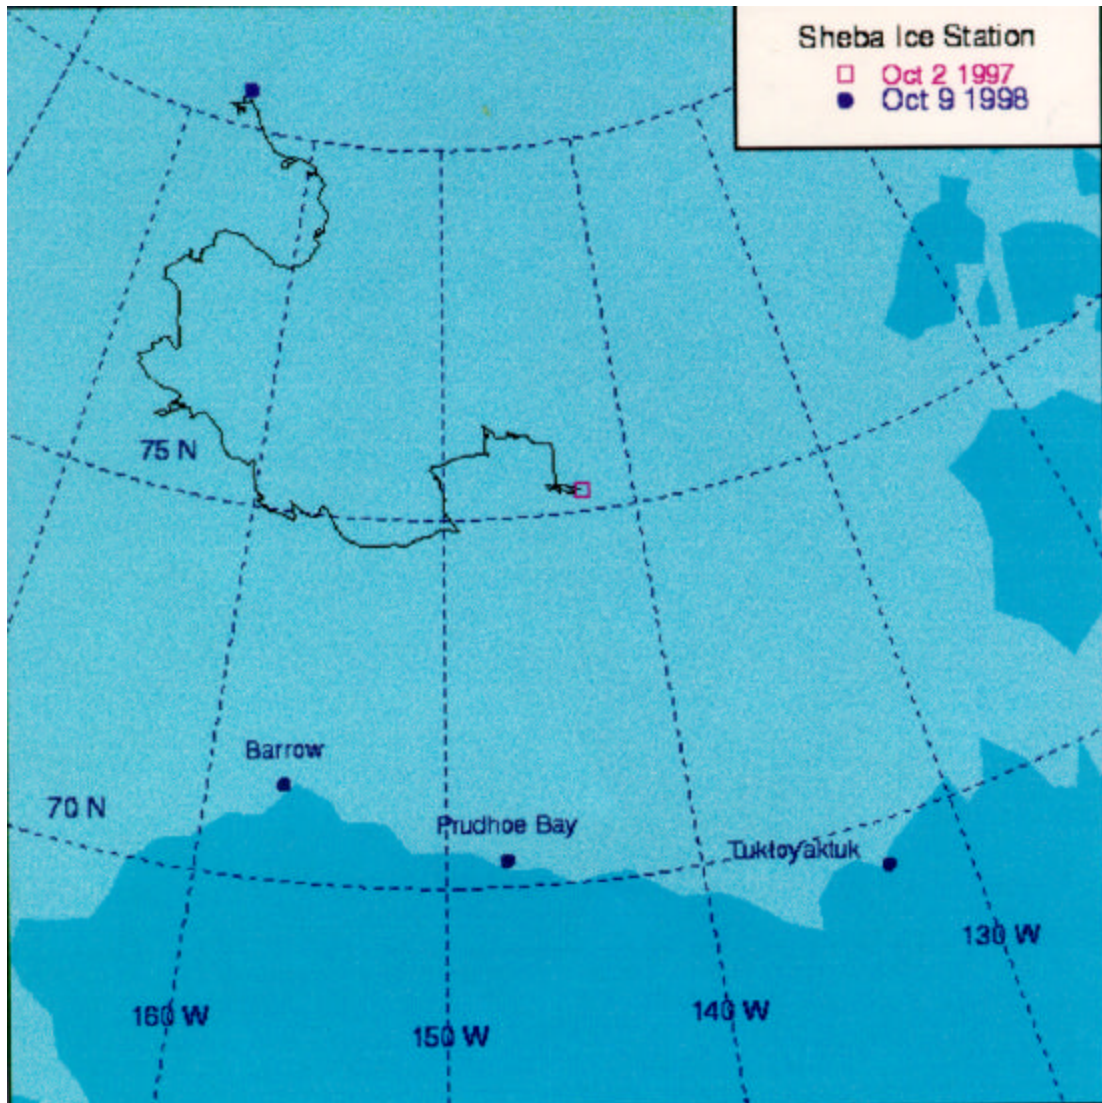 Sheba Ice Station
Oct 2 1997
Oct 9 1998
75 N
Barrow
70 N
Prudhoe Bay
Tuktoyaktuk
130 W
160 W
140 W
150 W